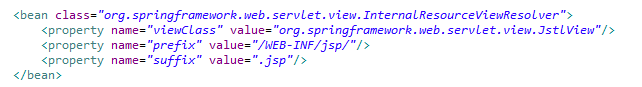 <bean class="org.springframework.web.servlet.view.InternalResourceViewResolver">
    <property name="viewClass" value="org.springframework.web.servlet.view.JstlView"/>
    <property name="prefix" value="/WEB-INF/jsp/"/>
    <property name="suffix" value=".jsp"/>
</bean>